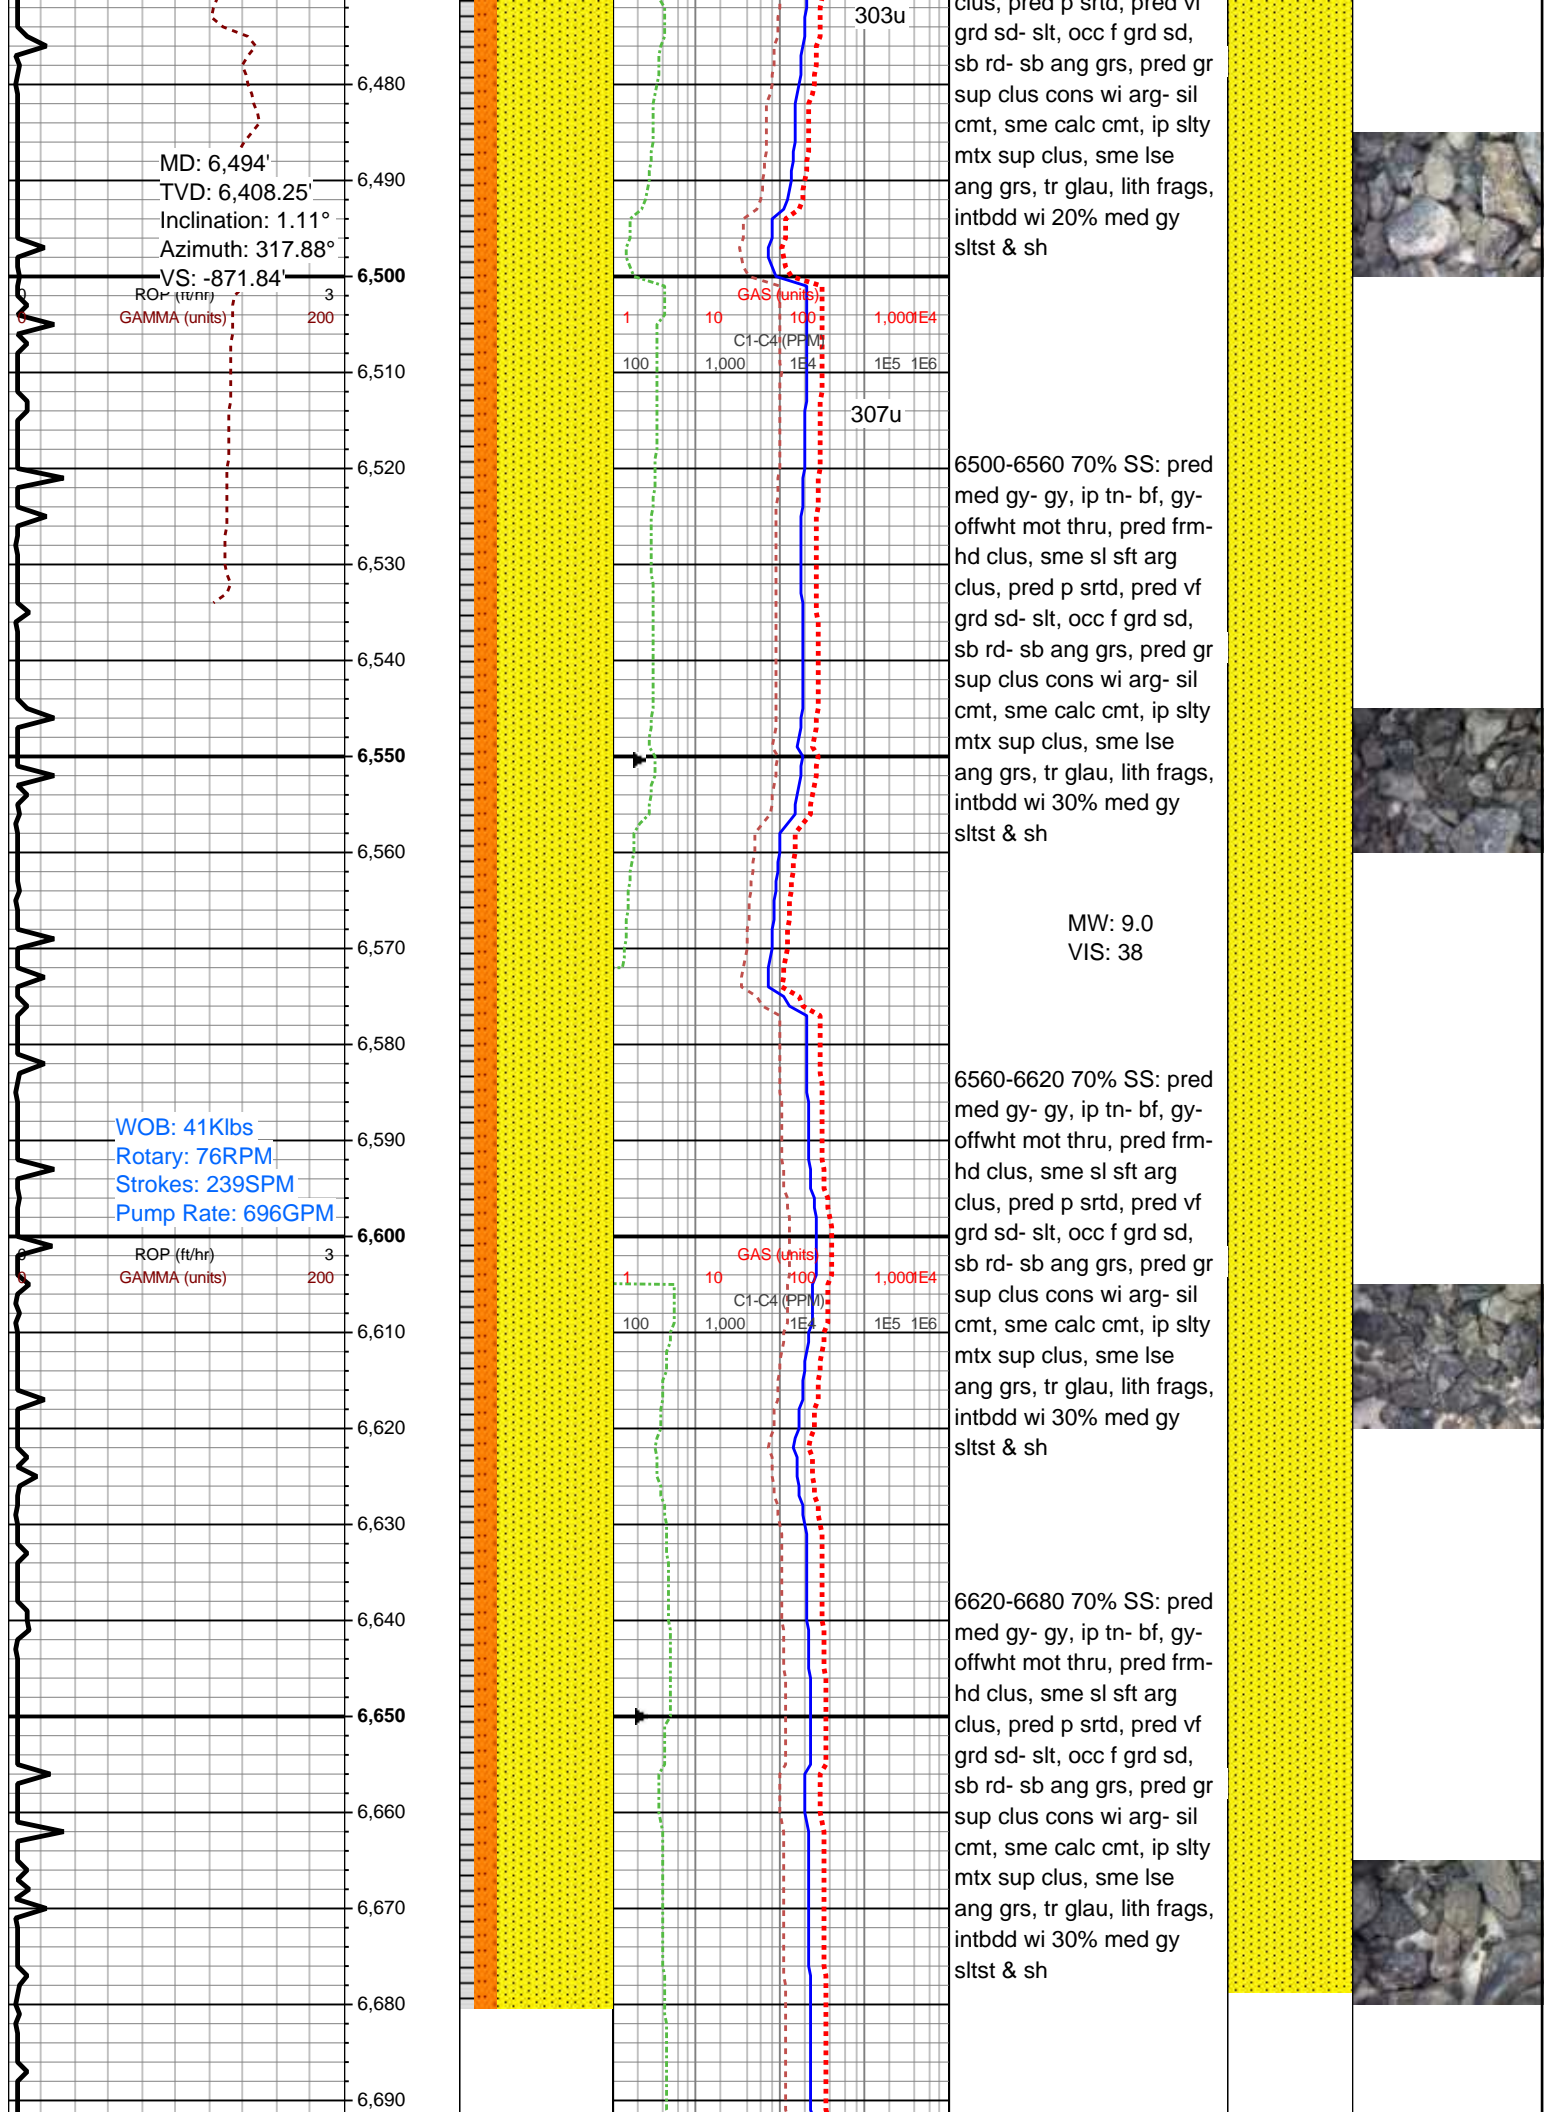 303u
clus, pred p srtd, pred vf
grd sd- slt, occ f grd sd,
sb rd- sb ang grs, pred gr
sup clus cons wi arg- sil
cmt, sme calc cmt, ip slty
mtx sup clus, sme lse
ang grs, tr glau, lith frags,
intbdd wi 20% med gy
sltst & sh
6,480
6,490
6,500
MD: 6,494'
TVD: 6,408.25'
Inclination: 1.11°
Azimuth: 317.88°
VS: -871.84'
0 ROP (ft/hr) 3
0 GAMMA (units) 200
GAS (units)
1 10 100 1,000 1E4
C1-C4 (PPM)
100 1,000 1E4 1E5 1E6
6,510
307u
6,520
6,530
6,540
6,550
6,560
6500-6560 70% SS: pred
med gy- gy, ip tn- bf, gy-
offwht mot thru, pred frm-
hd clus, sme sl sft arg
clus, pred p srtd, pred vf
grd sd- slt, occ f grd sd,
sb rd- sb ang grs, pred gr
sup clus cons wi arg- sil
cmt, sme calc cmt, ip slty
mtx sup clus, sme lse
ang grs, tr glau, lith frags,
intbdd wi 30% med gy
sltst & sh
MW: 9.0
VIS: 38
6,570
6,580
6,590
6,600
WOB: 41Klbs
Rotary: 76RPM
Strokes: 239SPM
Pump Rate: 696GPM
0 ROP (ft/hr) 3
0 GAMMA (units) 200
GAS (units)
1 10 100 1,000 1E4
C1-C4 (PPM)
100 1,000 1E4 1E5 1E6
6560-6620 70% SS: pred
med gy- gy, ip tn- bf, gy-
offwht mot thru, pred frm-
hd clus, sme sl sft arg
clus, pred p srtd, pred vf
grd sd- slt, occ f grd sd,
sb rd- sb ang grs, pred gr
sup clus cons wi arg- sil
cmt, sme calc cmt, ip slty
mtx sup clus, sme lse
ang grs, tr glau, lith frags,
intbdd wi 30% med gy
sltst & sh
6,610
6,620
6,630
6,640
6,650
6,660
6,670
6,680
6,690
6620-6680 70% SS: pred
med gy- gy, ip tn- bf, gy-
offwht mot thru, pred frm-
hd clus, sme sl sft arg
clus, pred p srtd, pred vf
grd sd- slt, occ f grd sd,
sb rd- sb ang grs, pred gr
sup clus cons wi arg- sil
cmt, sme calc cmt, ip slty
mtx sup clus, sme lse
ang grs, tr glau, lith frags,
intbdd wi 30% med gy
sltst & sh